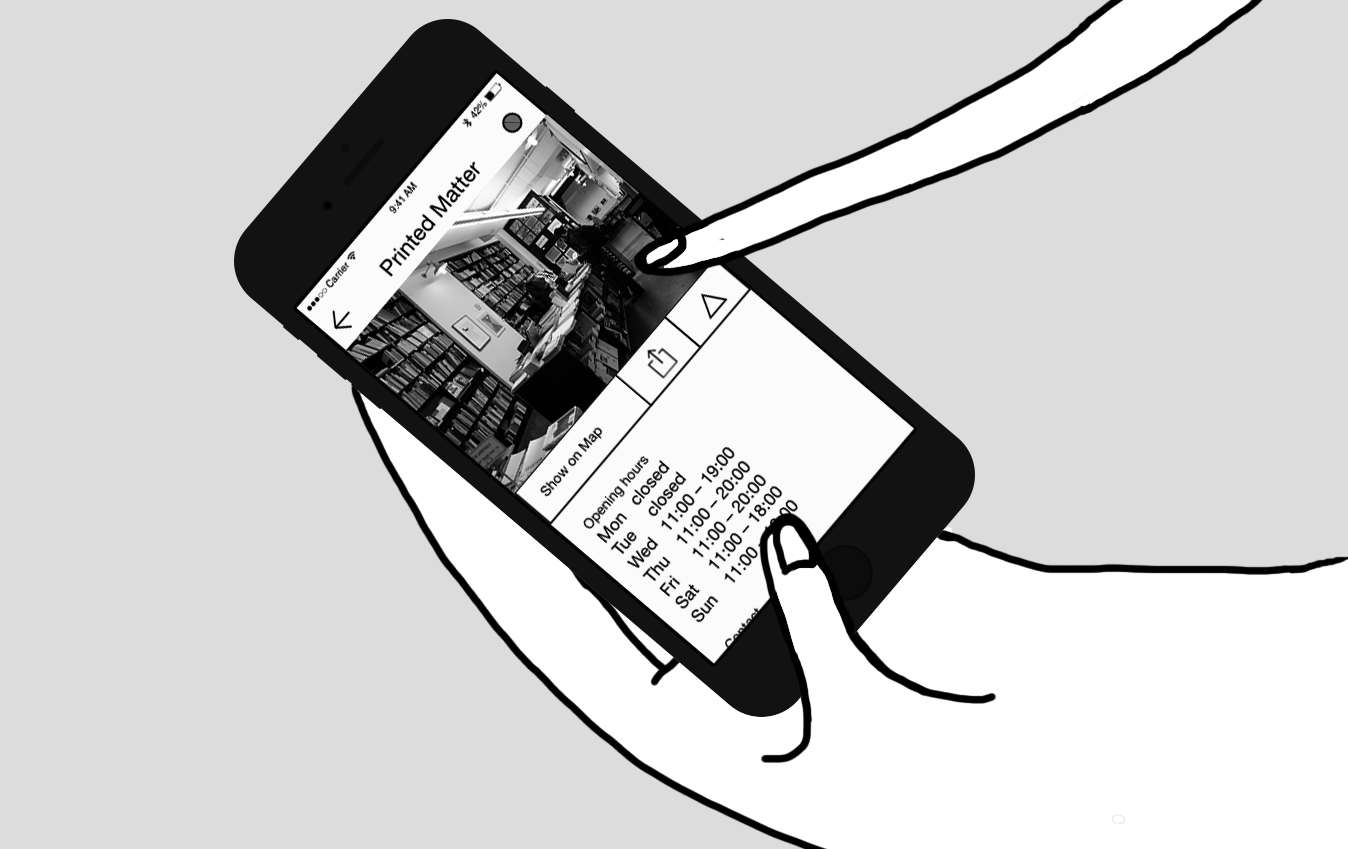 Carrier 9:41 AM 42%
Printed Matter
Show on Map
Opening hours
Mon closed
Tue closed
Wed 11:00 – 19:00
Thu 11:00 – 20:00
Fri 11:00 – 20:00
Sat 11:00 – 18:00
Sun 11:00
Contact